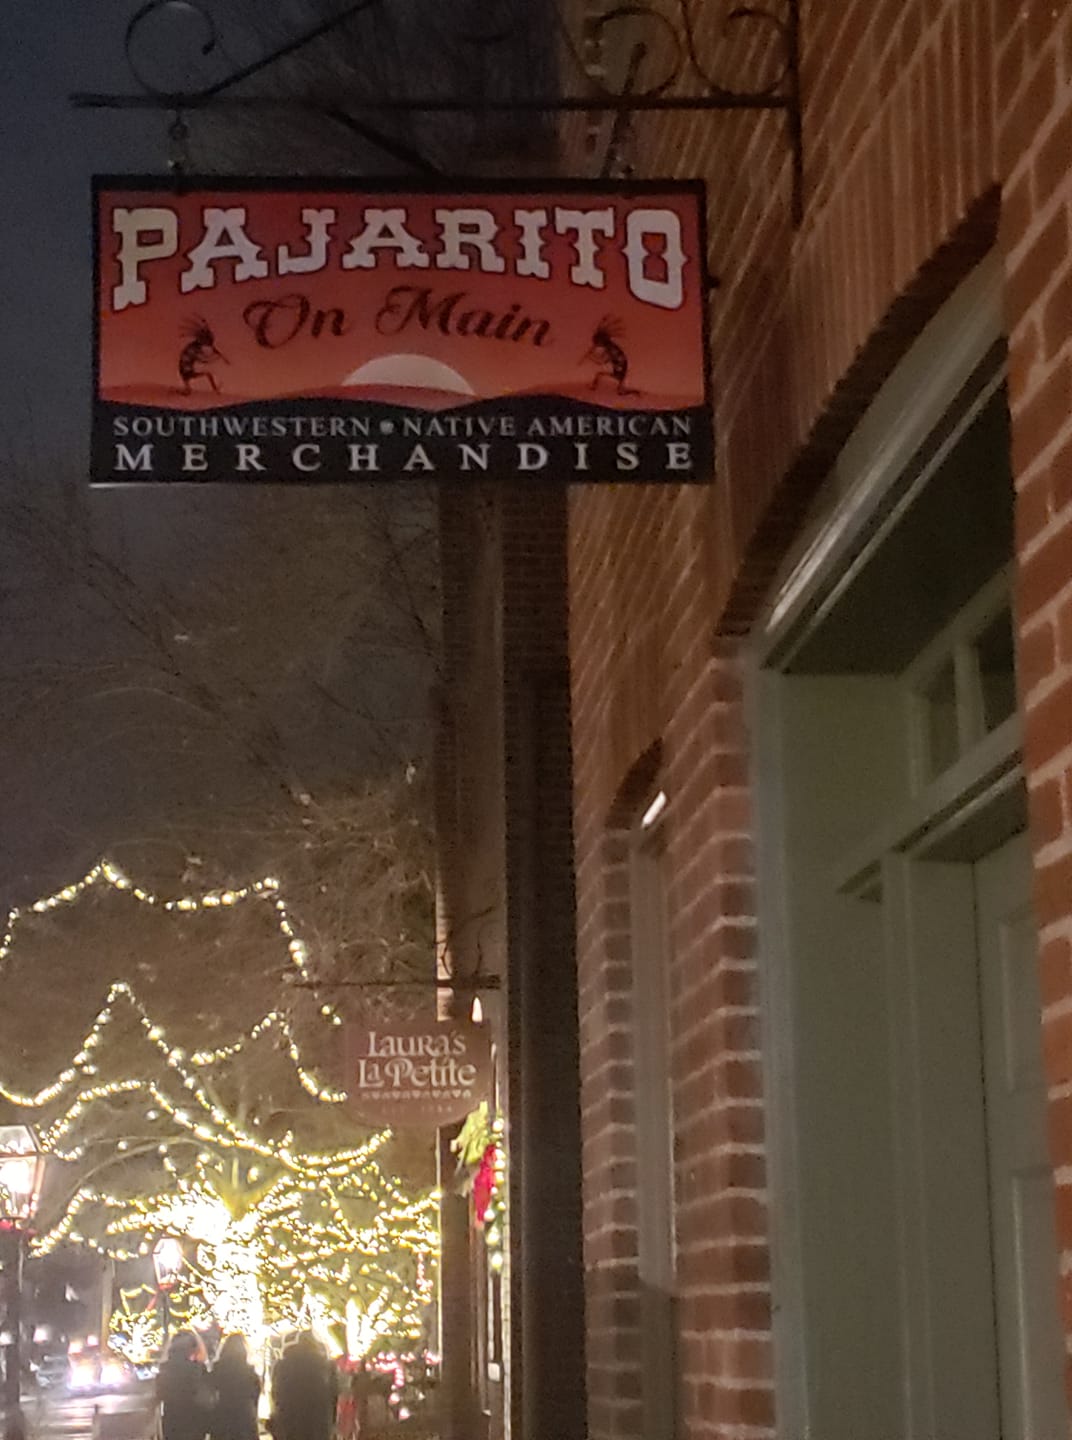 PAJARITO
On Main
SOUTHWESTERN • NATIVE AMERICAN
MERCHANDISE
Laura's
La Petite